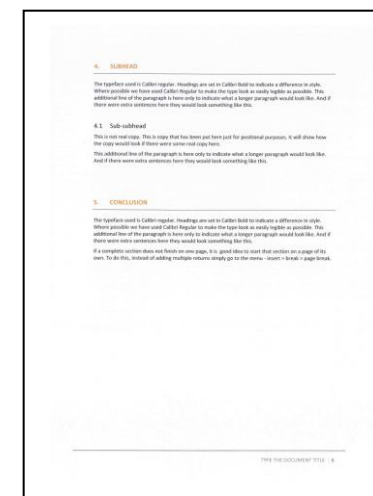 4. SUBHEAD
The typeface used is Calibri regular. Headings are set in Calibri Bold to indicate a difference in style.
Where possible we have used Calibri Regular to make the type look as easily legible as possible. This
additional line of the paragraph is here only to indicate what a longer paragraph would look like. And if
there were extra sentences here they would look something like this.
4.1 Sub-subhead
This is not real copy. This is copy that has been put here just for positional purposes. It will show how
the copy would look if there were some real copy here.
This additional line of the paragraph is here only to indicate what a longer paragraph would look like.
And if there were extra sentences here they would look something like this.
5. CONCLUSION
The typeface used is Calibri regular. Headings are set in Calibri Bold to indicate a difference in style.
Where possible we have used Calibri Regular to make the type look as easily legible as possible. This
additional line of the paragraph is here only to indicate what a longer paragraph would look like. And if
there were extra sentences here they would look something like this.
If a complete section does not finish on one page, it is good idea to start that section on a page of its
own. To do this, instead of adding multiple returns simply go to the menu - insert > break > page break.
TYPE THE DOCUMENT TITLE | 6